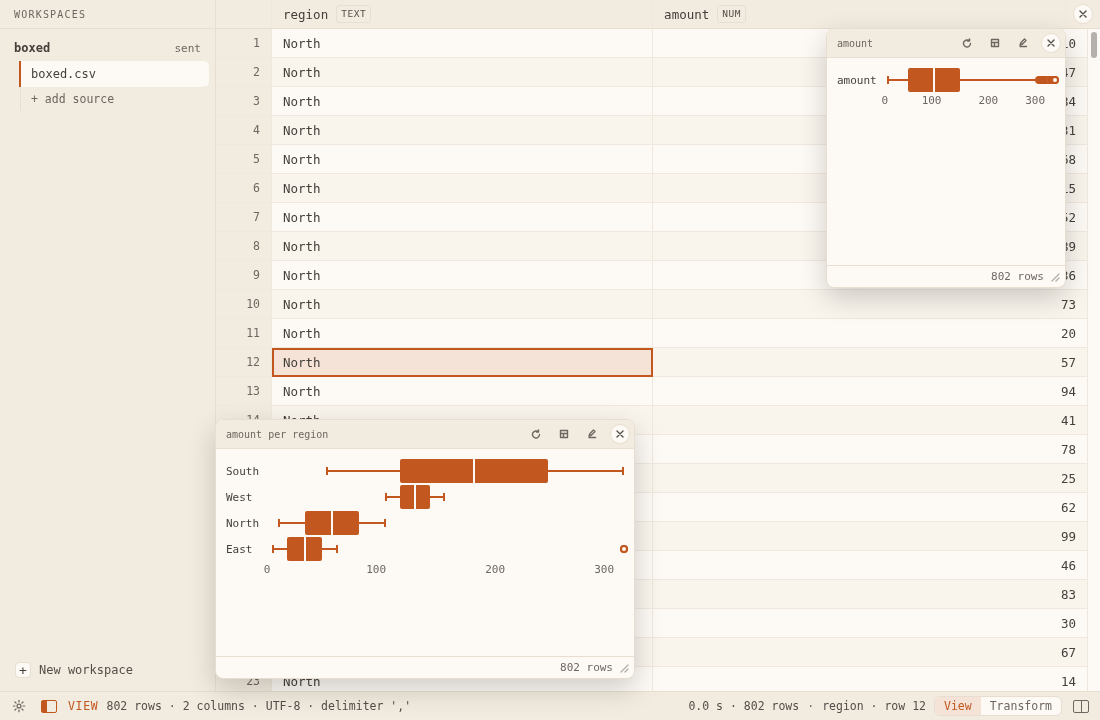 WORKSPACES
boxed sent
boxed.csv
+ add source
+ New workspace
region TEXT amount NUM
1 North
2 North
3 North
4 North
5 North
6 North
7 North
8 North
9 North
10 North 73
11 North 20
12 North 57
13 North 94
41
78
25
62
99
46
83
30
67
23 North 14
amount
amount
0 100 200 300
802 rows
amount per region
South
West
North
East
0 100 200 300
802 rows
VIEW 802 rows · 2 columns · UTF-8 · delimiter ','
0.0 s · 802 rows · region · row 12 View Transform